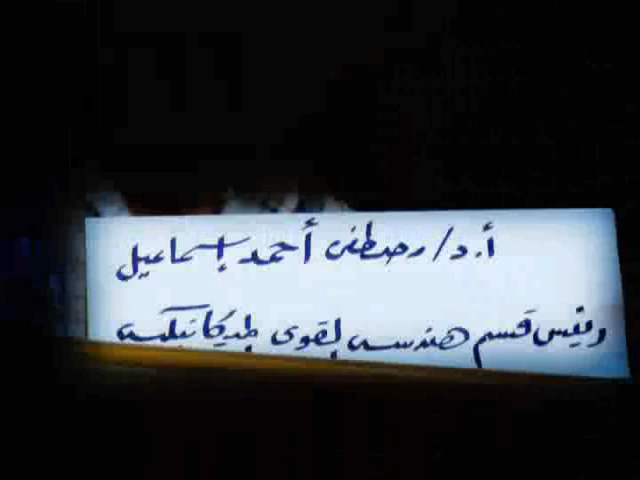 أ.د/ مصطفى أحمد إسماعيل
رئيس قسم هندسة القوى الميكانيكية